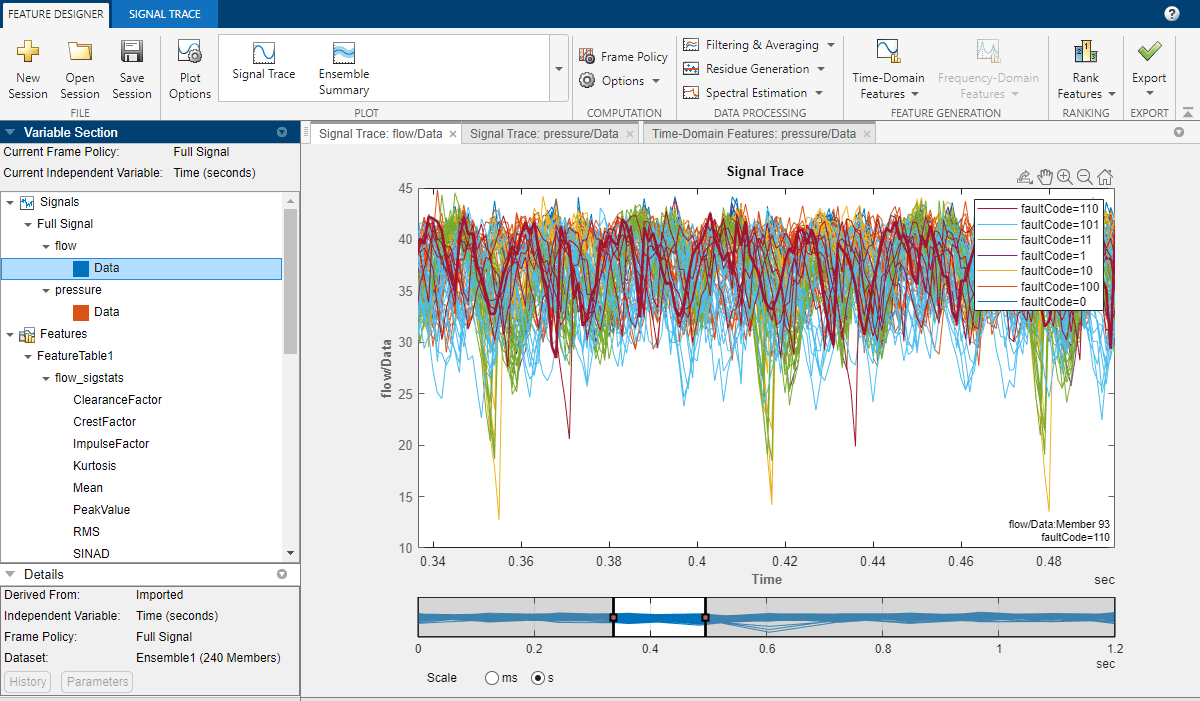 FEATURE DESIGNER
SIGNAL TRACE
?
New Session
Open Session
Save Session
FILE
Plot Options
Signal Trace
Ensemble Summary
PLOT
Frame Policy
Options
COMPUTATION
Filtering & Averaging
Residue Generation
Spectral Estimation
DATA PROCESSING
Time-Domain Features
Frequency-Domain Features
FEATURE GENERATION
Rank Features
RANKING
Export
EXPORT
Variable Section
Current Frame Policy: Full Signal
Current Independent Variable: Time (seconds)
Signals
Full Signal
flow
Data
pressure
Data
Features
FeatureTable1
flow_sigstats
ClearanceFactor
CrestFactor
ImpulseFactor
Kurtosis
Mean
PeakValue
RMS
SINAD
Details
Derived From: Imported
Independent Variable: Time (seconds)
Frame Policy: Full Signal
Dataset: Ensemble1 (240 Members)
History Parameters
Signal Trace: flow/Data
Signal Trace: pressure/Data
Time-Domain Features: pressure/Data
Signal Trace
45
40
35
30
25
20
15
10
flow/Data
faultCode=110
faultCode=101
faultCode=11
faultCode=1
faultCode=10
faultCode=100
faultCode=0
flow/Data:Member 93
faultCode=110
0.34 0.36 0.38 0.4 0.42 0.44 0.46 0.48
Time
sec
0 0.2 0.4 0.6 0.8 1 1.2
sec
Scale ms s